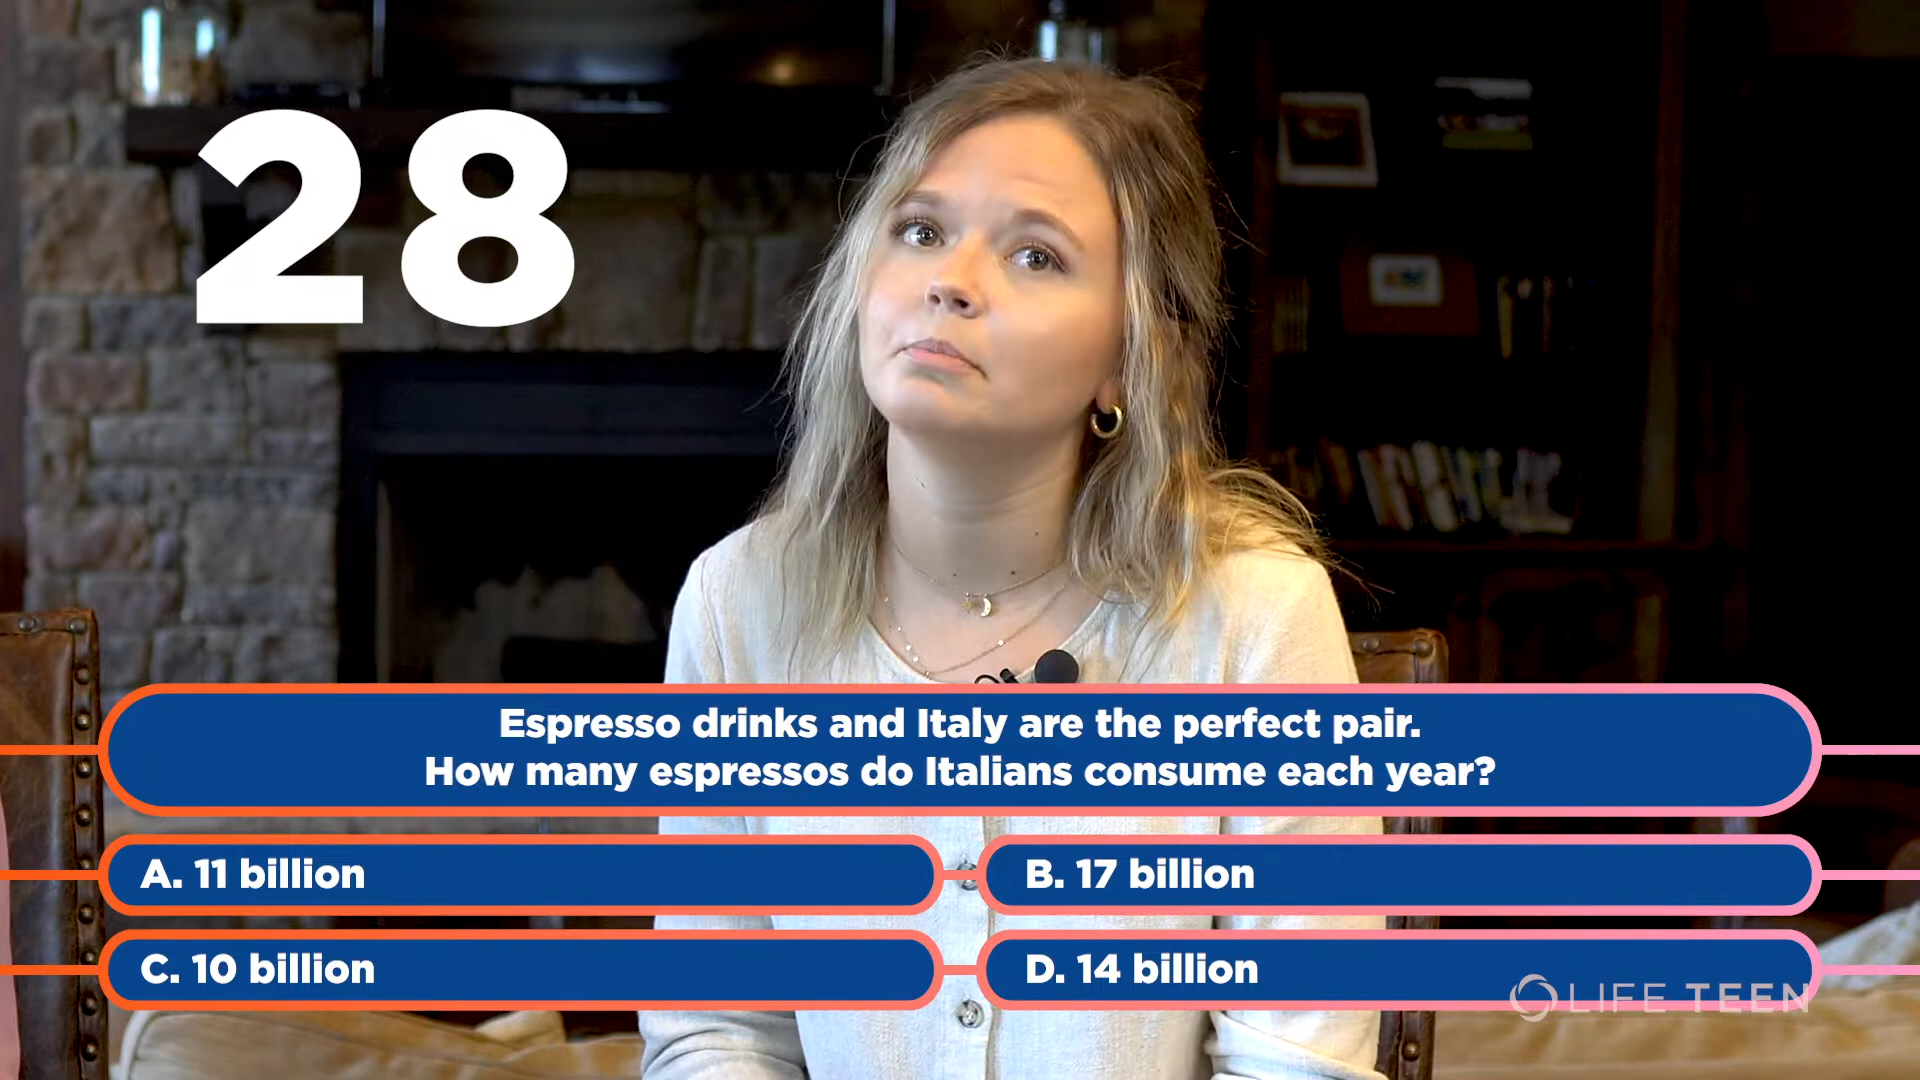 28
Espresso drinks and Italy are the perfect pair.
How many espressos do Italians consume each year?
A. 11 billion
B. 17 billion
C. 10 billion
D. 14 billion
LIFE TEEN